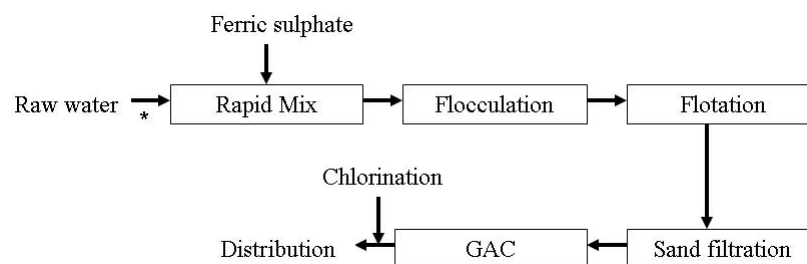 Ferric sulphate
Raw water
*
Rapid Mix
Flocculation
Flotation
Chlorination
Distribution
GAC
Sand filtration